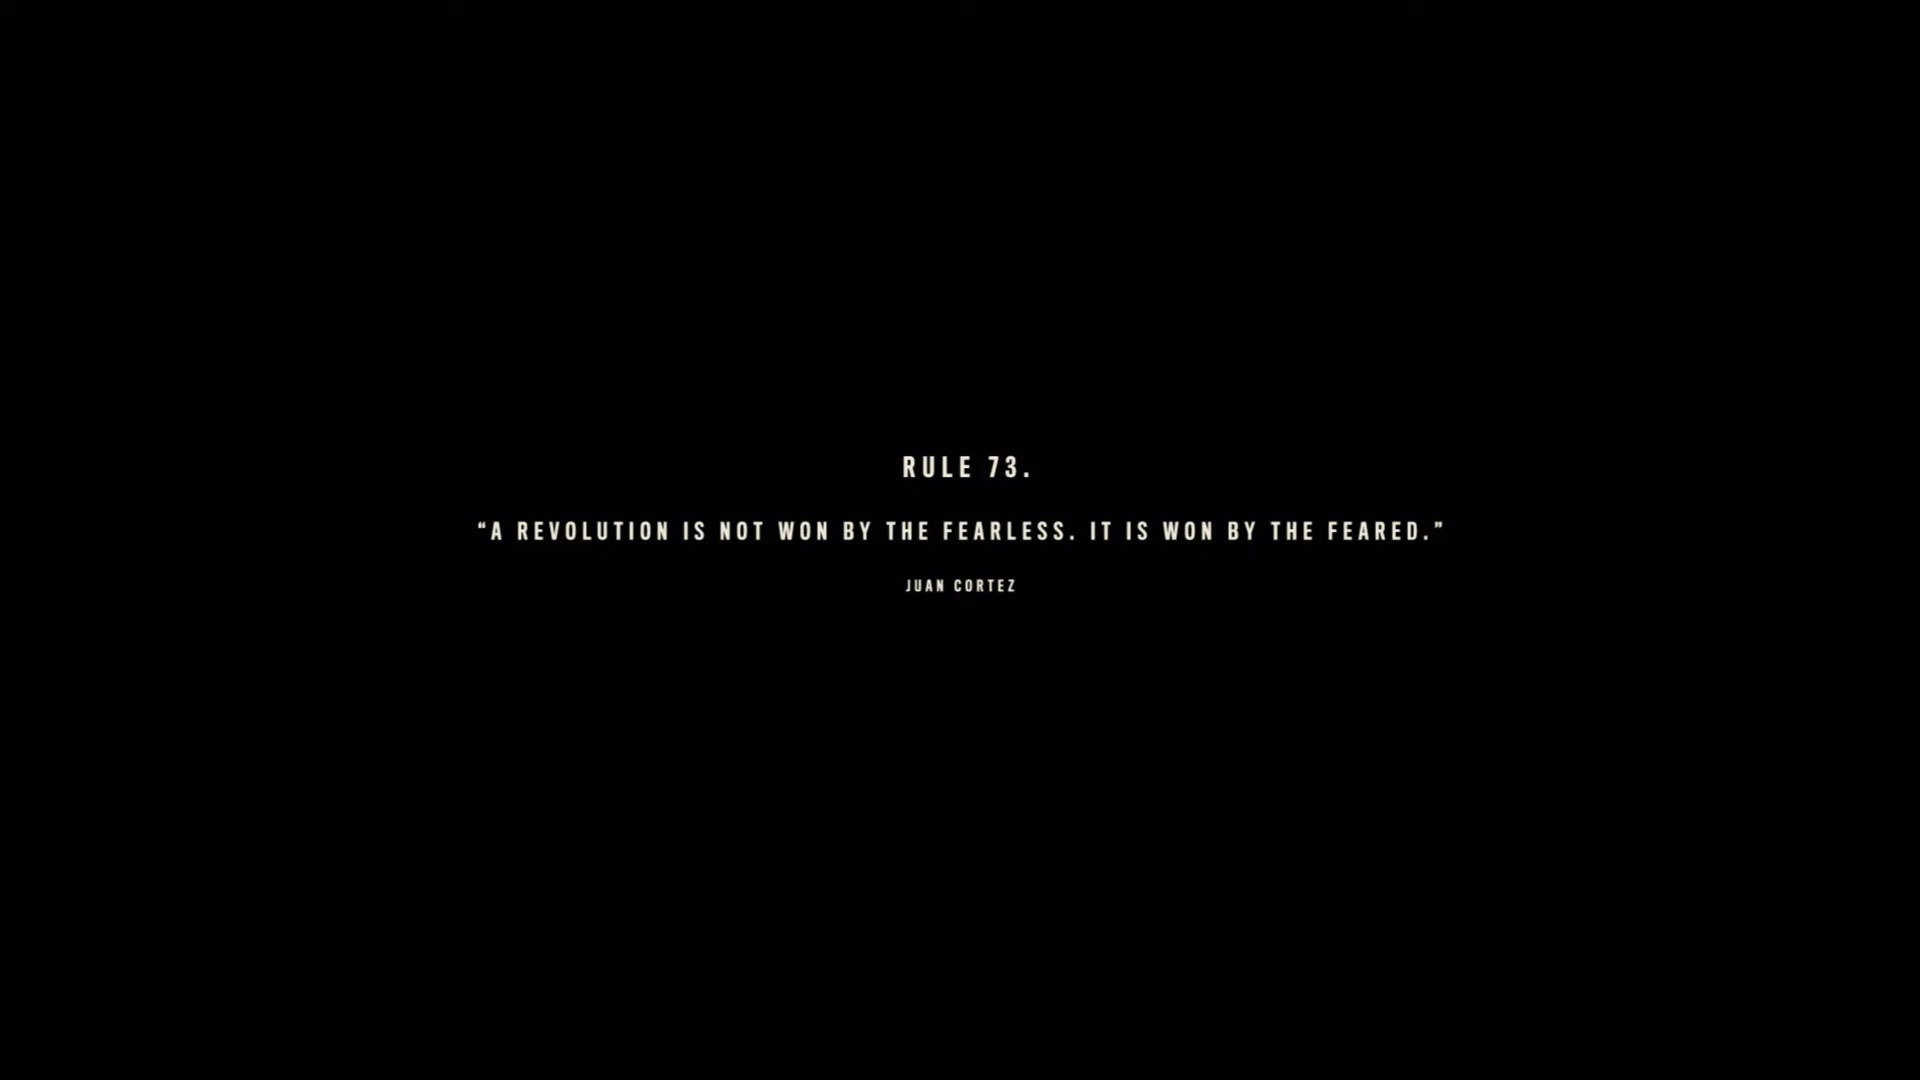 RULE 73.
“A REVOLUTION IS NOT WON BY THE FEARLESS. IT IS WON BY THE FEARED.”
JUAN CORTEZ